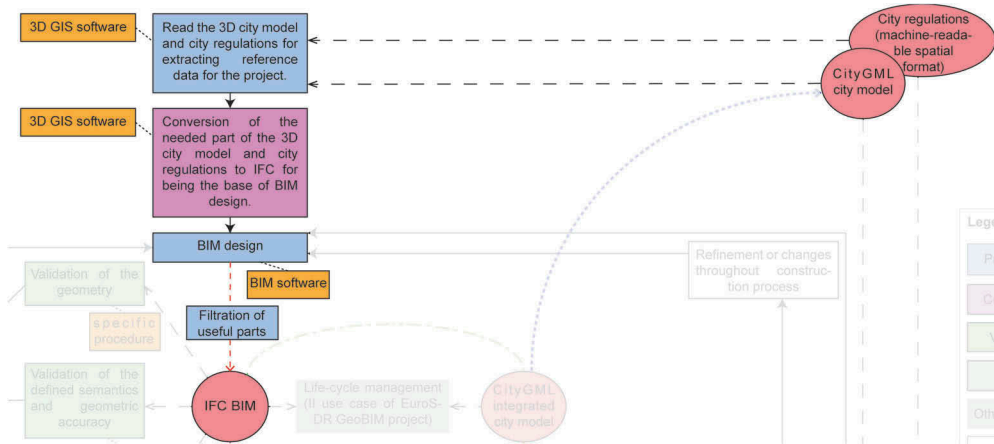 3D GIS software
Read the 3D city model
and city regulations for
extracting reference
data for the project.
City regulations
(machine-reada-
ble spatial
format)
CityGML
city model
3D GIS software
Conversion of the
needed part of the 3D
city model and city
regulations to IFC for
being the base of BIM
design.
BIM design
BIM software
Refinement or changes
throughout construc-
tion process
Validation of the
geometry
specific
procedure
Filtration of
useful parts
Validation of the
defined semantics
and geometric
accuracy
IFC BIM
Life-cycle management
(II use case of EuroS-
DR GeoBIM project)
CityGML
integrated
city model